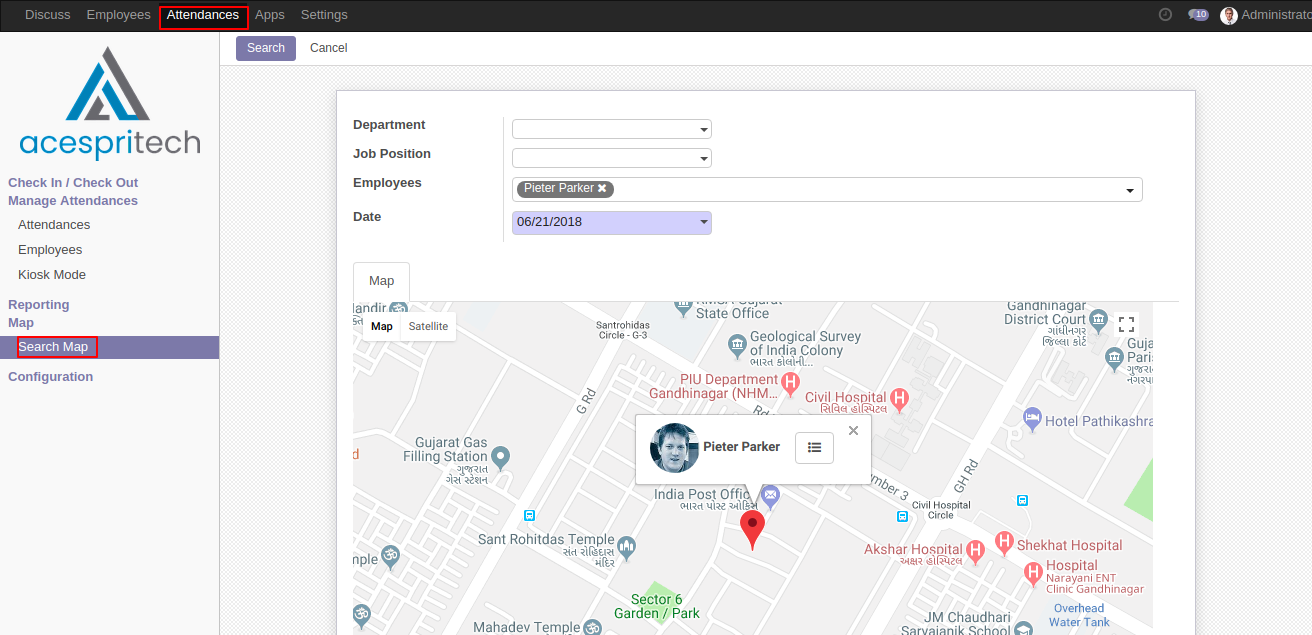 Discuss Employees Attendances Apps Settings
10 Administrato
acespritech
Search Cancel
Check In / Check Out
Manage Attendances
Attendances
Employees
Kiosk Mode
Reporting
Map
Search Map
Configuration
Department
Job Position
Employees Pieter Parker ✖
Date 06/21/2018
Map
Map Satellite
State Office
Santrohidas
Circle - G-3
Geological Survey
of India Colony
ભારત કોલોની...
Gandhinagar
District Court
ગાંધીનગર
જિલ્લા કોર્ટ
PIU Department
Gandhinagar (NHM...
Civil Hospital
સિવિલ હોસ્પિટલ
Hotel Pathikashra
G Rd
Rd
Gujarat Gas
Filling Station
ગુજરાત
ગેસ સ્ટેશન
Pieter Parker
GH Rd
mber 3
India Post Offic
ભારત પોસ્ટ ઓફિસ
Civil Hospital
Circle
Sant Rohitdas Temple
સંત રોહિદાસ
મંદિર
Akshar Hospital
અક્ષર હોસ્પિટલ
Shekhat Hospital
Hospital
Narayani ENT
Clinic Gandhinagar
mple
Sector 6
Garden / Park
Overhead
Water Tank
JM Chaudhari
Sarvajanik School
Mahadev Temple